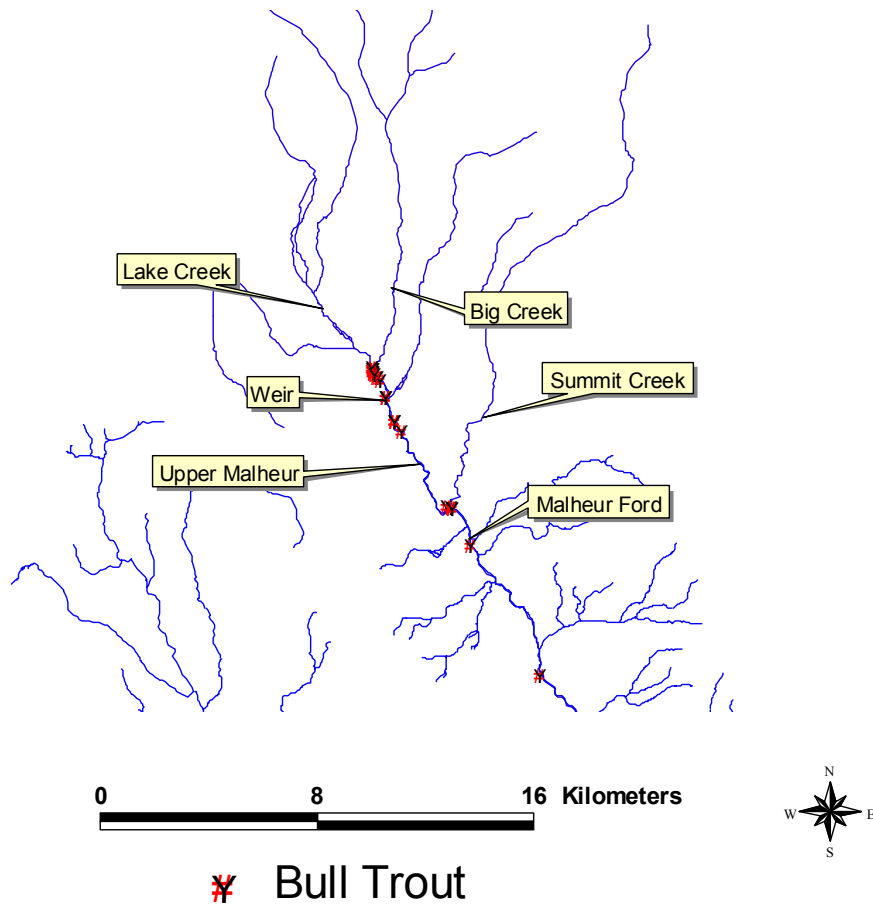 Lake Creek
Big Creek
Weir
Summit Creek
Upper Malheur
Malheur Ford
0 8 16 Kilometers
N
W E
S
Bull Trout